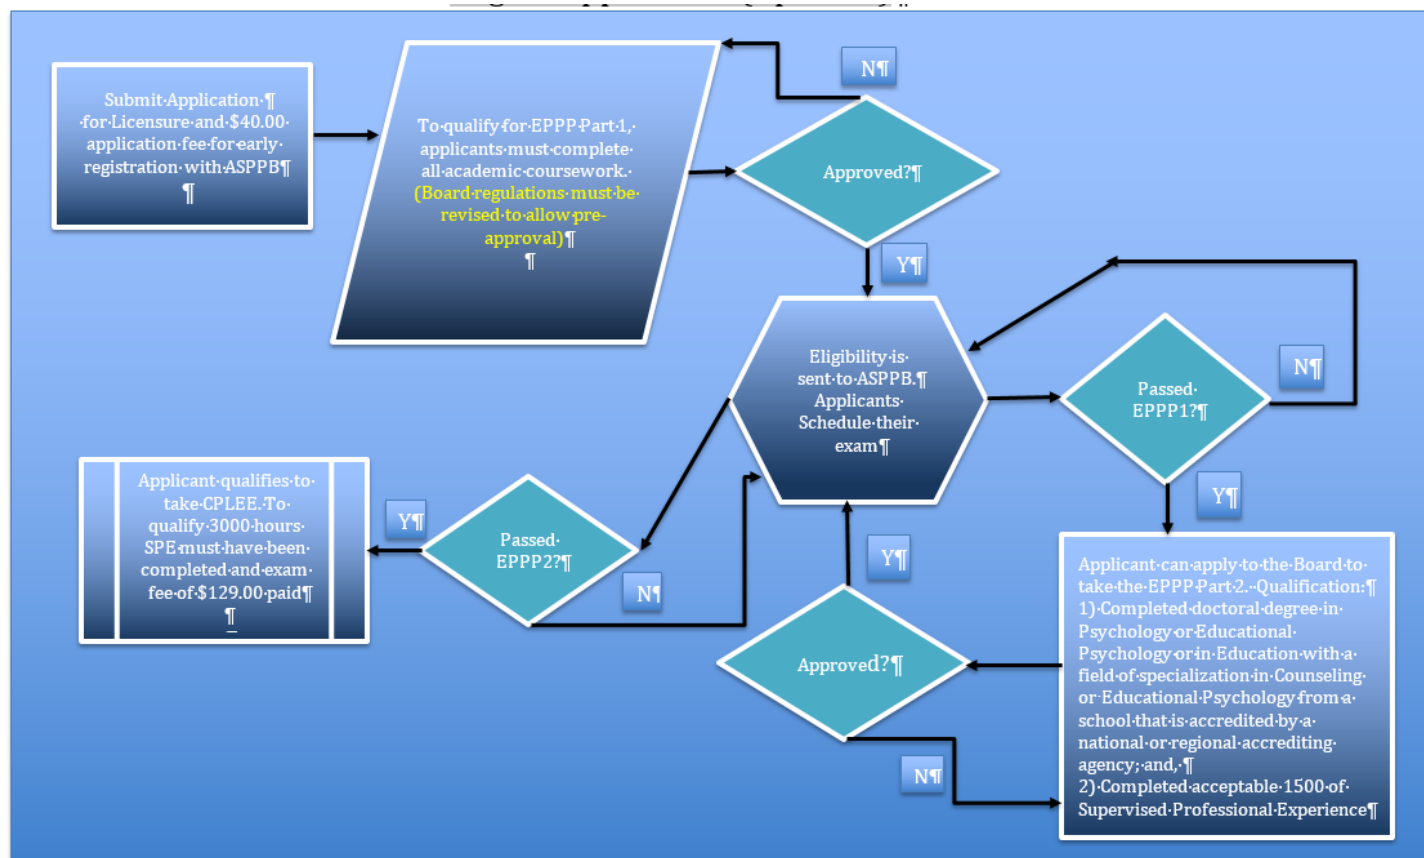 Submit·Application·¶
·for·Licensure·and·$40.00·
application·fee·for·early·
registration·with·ASPPB¶
¶
To·qualify·for·EPPP·Part·1,·
applicants·must·complete·
all·academic·coursework.·
(Board·regulations·must·be·
revised·to·allow·pre-
approval)¶
¶
N¶
Approved?¶
Y¶
Eligibility·is·
sent·to·ASPPB.¶
Applicants·
Schedule·their·
exam¶
Passed·
EPPP1?¶
N¶
Y¶
Applicant·can·apply·to·the·Board·to·
take·the·EPPP·Part·2.··Qualification:¶
1)·Completed·doctoral·degree·in·
Psychology·or·Educational·
Psychology·or·in·Education·with·a·
field·of·specialization·in·Counseling·
or·Educational·Psychology·from·a·
school·that·is·accredited·by·a·
national·or·regional·accrediting·
agency;·and,·¶
2)·Completed·acceptable·1500·of·
Supervised·Professional·Experience¶
Approved?¶
Y¶
N¶
Passed·
EPPP2?¶
N¶
Y¶
Applicant·qualifies·to·
take·CPLEE.·To·
qualify·3000·hours·
SPE·must·have·been·
completed·and·exam·
fee·of·$129.00·paid¶
¶